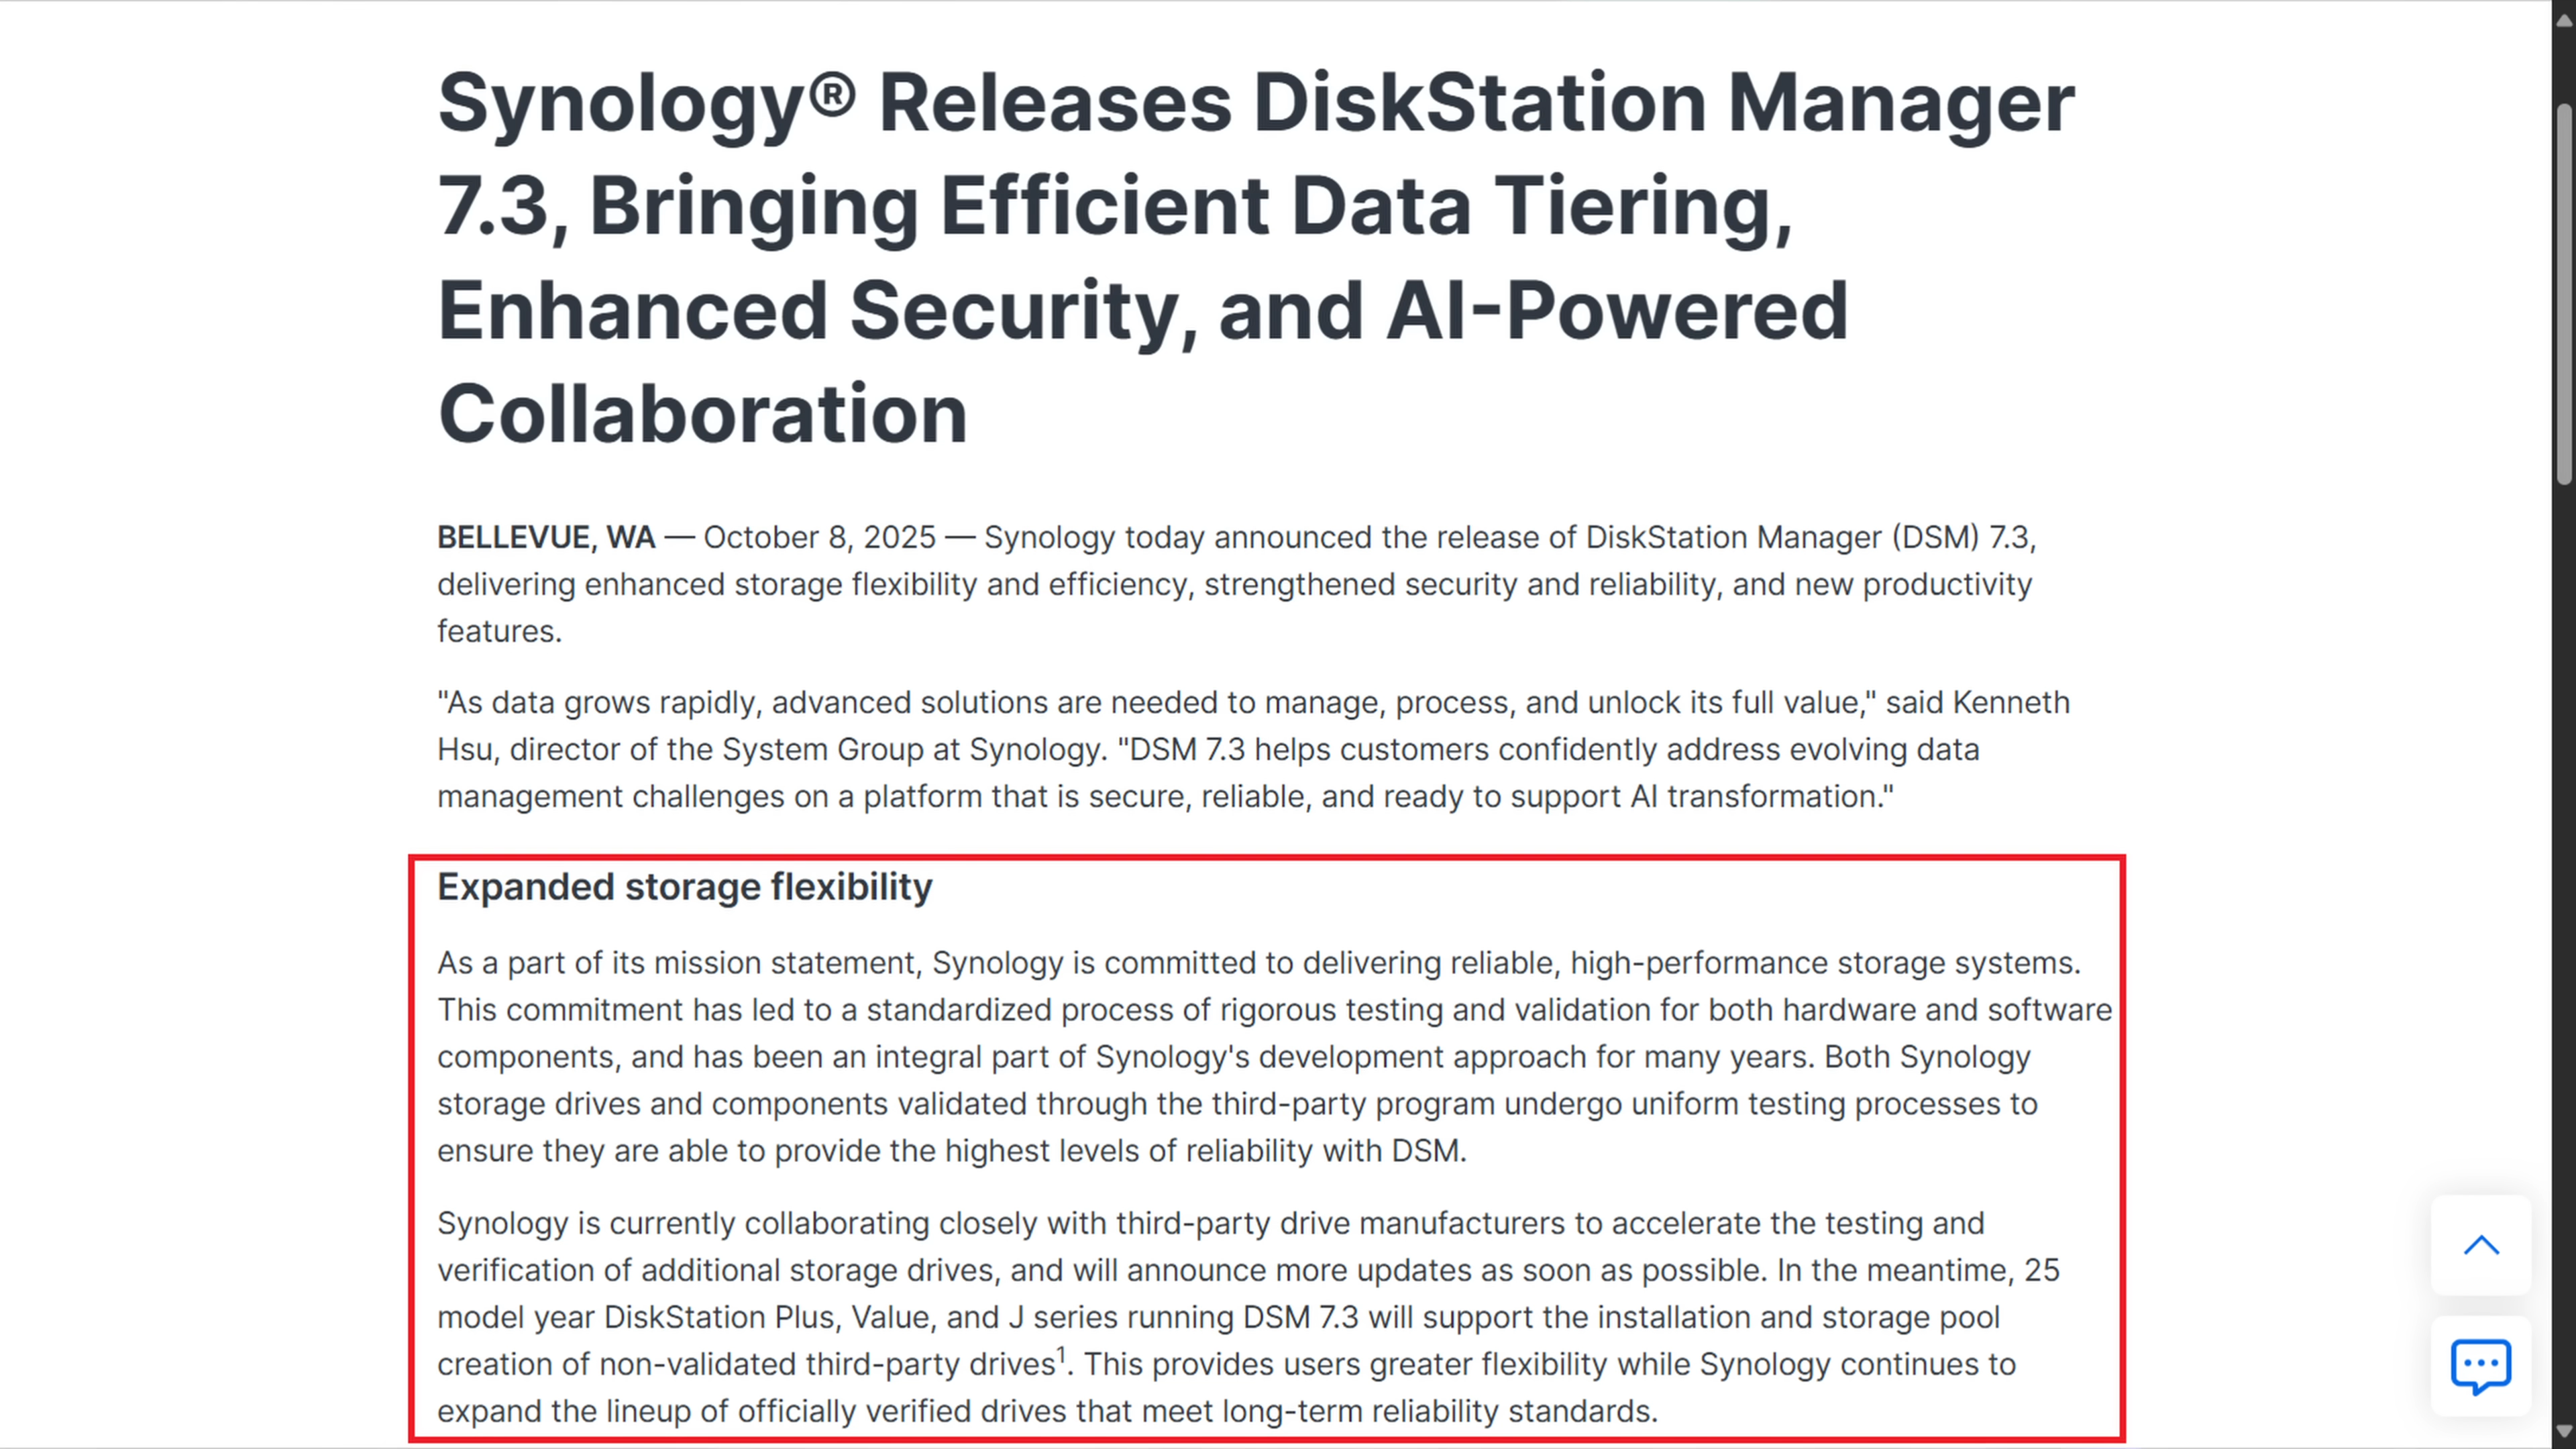 Synology® Releases DiskStation Manager
7.3, Bringing Efficient Data Tiering,
Enhanced Security, and AI-Powered
Collaboration
BELLEVUE, WA — October 8, 2025 — Synology today announced the release of DiskStation Manager (DSM) 7.3,
delivering enhanced storage flexibility and efficiency, strengthened security and reliability, and new productivity
features.
"As data grows rapidly, advanced solutions are needed to manage, process, and unlock its full value," said Kenneth
Hsu, director of the System Group at Synology. "DSM 7.3 helps customers confidently address evolving data
management challenges on a platform that is secure, reliable, and ready to support AI transformation."
Expanded storage flexibility
As a part of its mission statement, Synology is committed to delivering reliable, high-performance storage systems.
This commitment has led to a standardized process of rigorous testing and validation for both hardware and software
components, and has been an integral part of Synology's development approach for many years. Both Synology
storage drives and components validated through the third-party program undergo uniform testing processes to
ensure they are able to provide the highest levels of reliability with DSM.
Synology is currently collaborating closely with third-party drive manufacturers to accelerate the testing and
verification of additional storage drives, and will announce more updates as soon as possible. In the meantime, 25
model year DiskStation Plus, Value, and J series running DSM 7.3 will support the installation and storage pool
creation of non-validated third-party drives¹. This provides users greater flexibility while Synology continues to
expand the lineup of officially verified drives that meet long-term reliability standards.